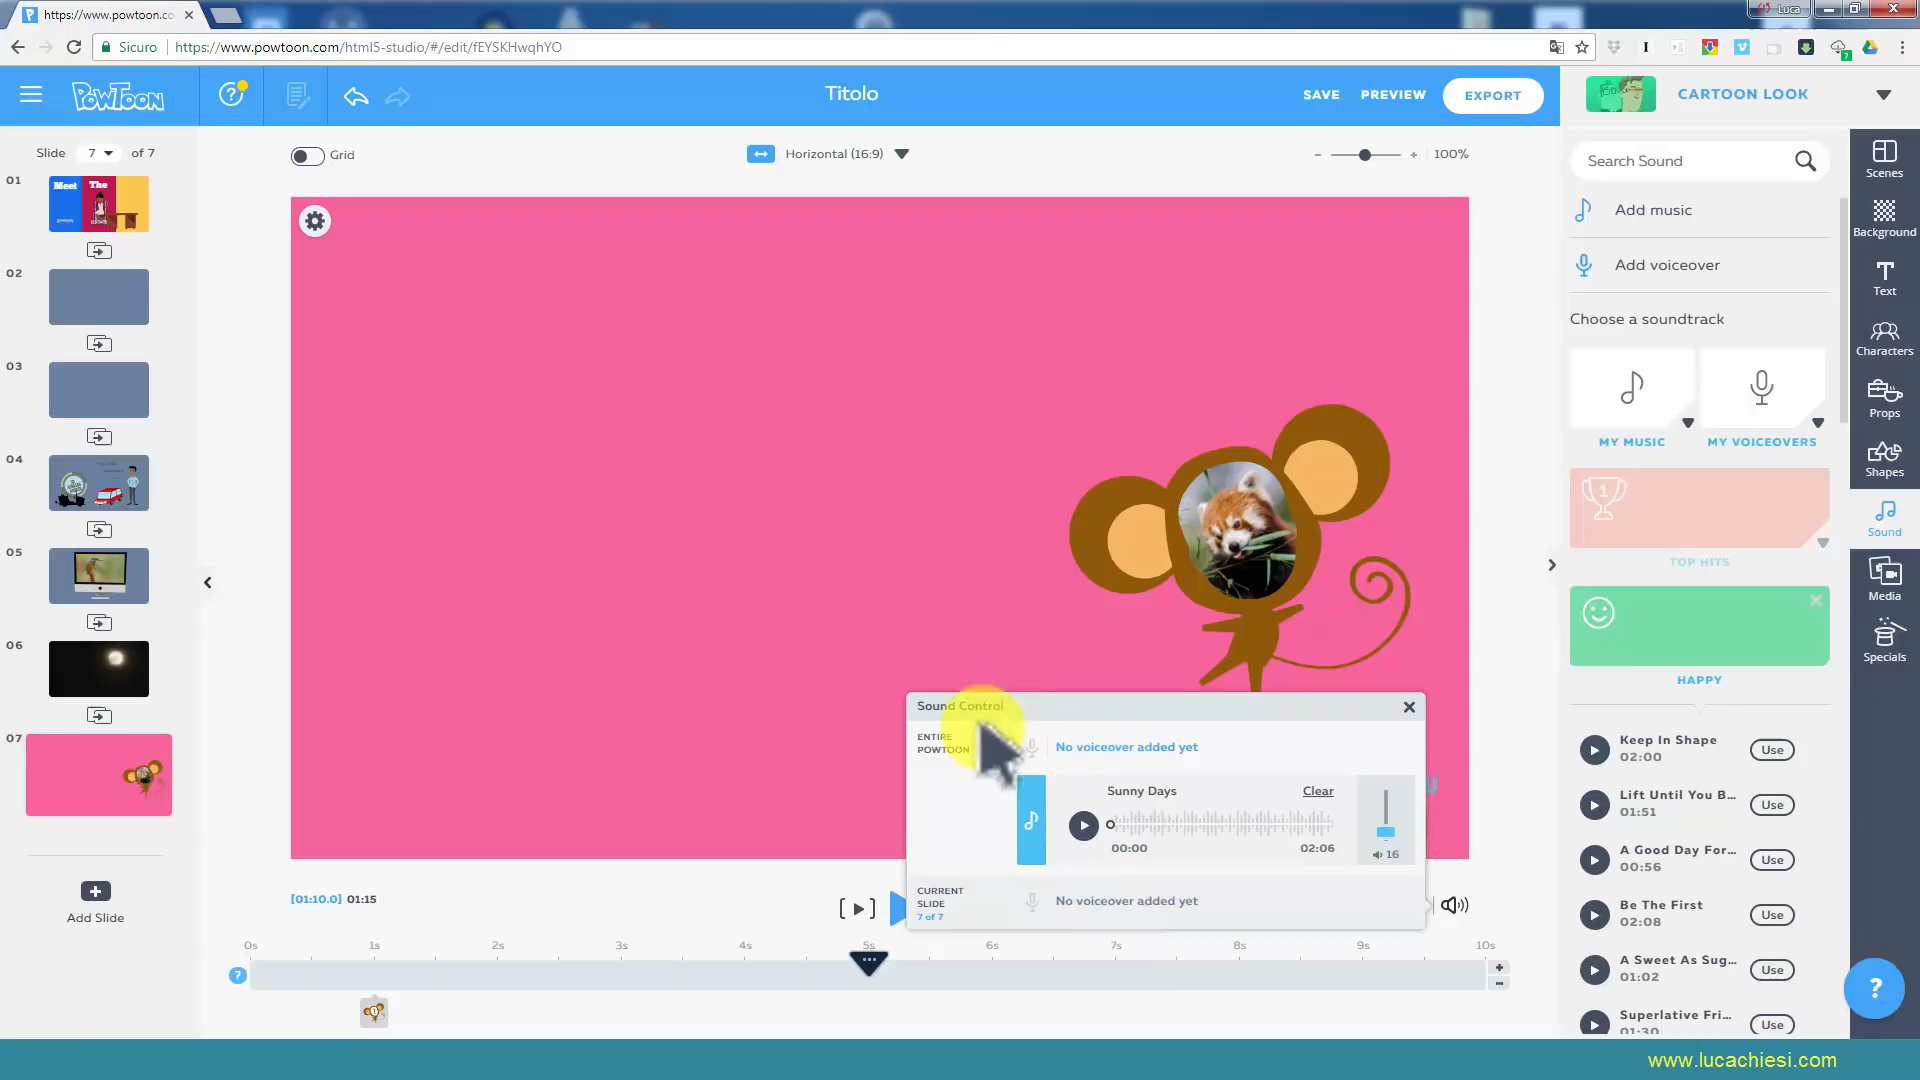 https://www.powtoon.co
Luca
Sicuro
https://www.powtoon.com/html5-studio/#/edit/fEYSKHwqhYO
7
POWTOON
?
Titolo
SAVE
PREVIEW
EXPORT
CARTOON LOOK
Slide 7 of 7
Grid
Horizontal (16:9)
- + 100%
01
Meet The
02
03
04
05
06
07
Add Slide
Search Sound
Add music
Add voiceover
Choose a soundtrack
MY MUSIC
MY VOICEOVERS
1
TOP HITS
HAPPY
Keep In Shape
02:00
Use
Lift Until You B...
01:51
Use
A Good Day For...
00:56
Use
Be The First
02:08
Use
A Sweet As Sug...
01:02
Use
Superlative Fri...
01:30
Use
Scenes
Background
Text
Characters
Props
Shapes
Sound
Media
Specials
Sound Control
ENTIRE
POWTOON
No voiceover added yet
Sunny Days
Clear
00:00
02:06
16
CURRENT
SLIDE
7 of 7
No voiceover added yet
[01:10.0] 01:15
0s 1s 2s 3s 4s 5s 6s 7s 8s 9s 10s
?
+
-
?
www.lucachiesi.com